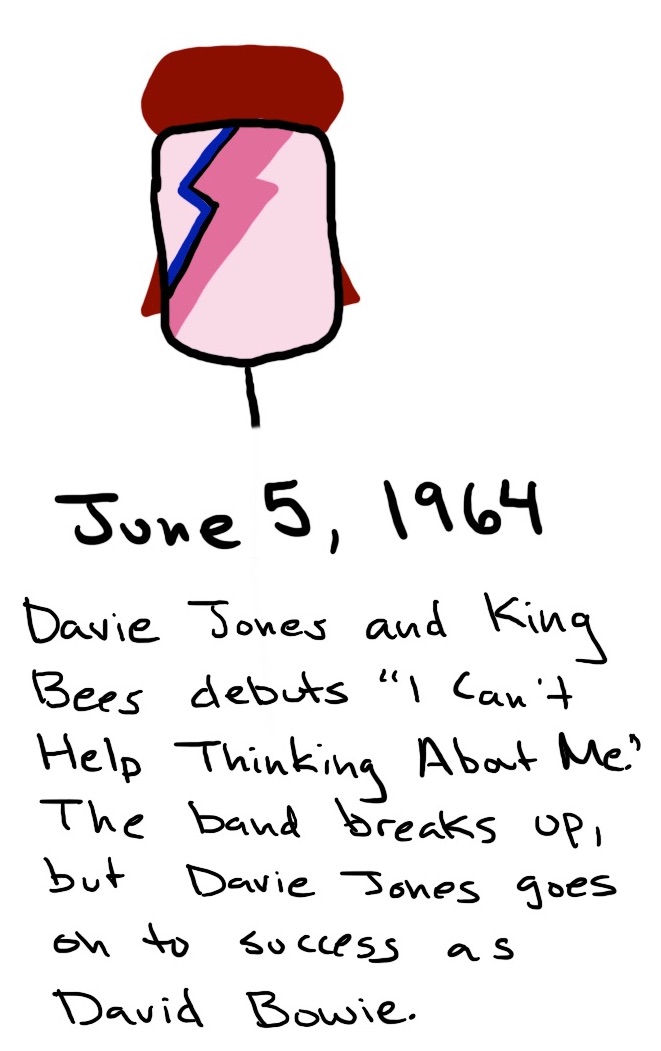 June 5, 1964
Davie Jones and King
Bees debuts "I Can't
Help Thinking About Me."
The band breaks up,
but Davie Jones goes
on to success as
David Bowie.